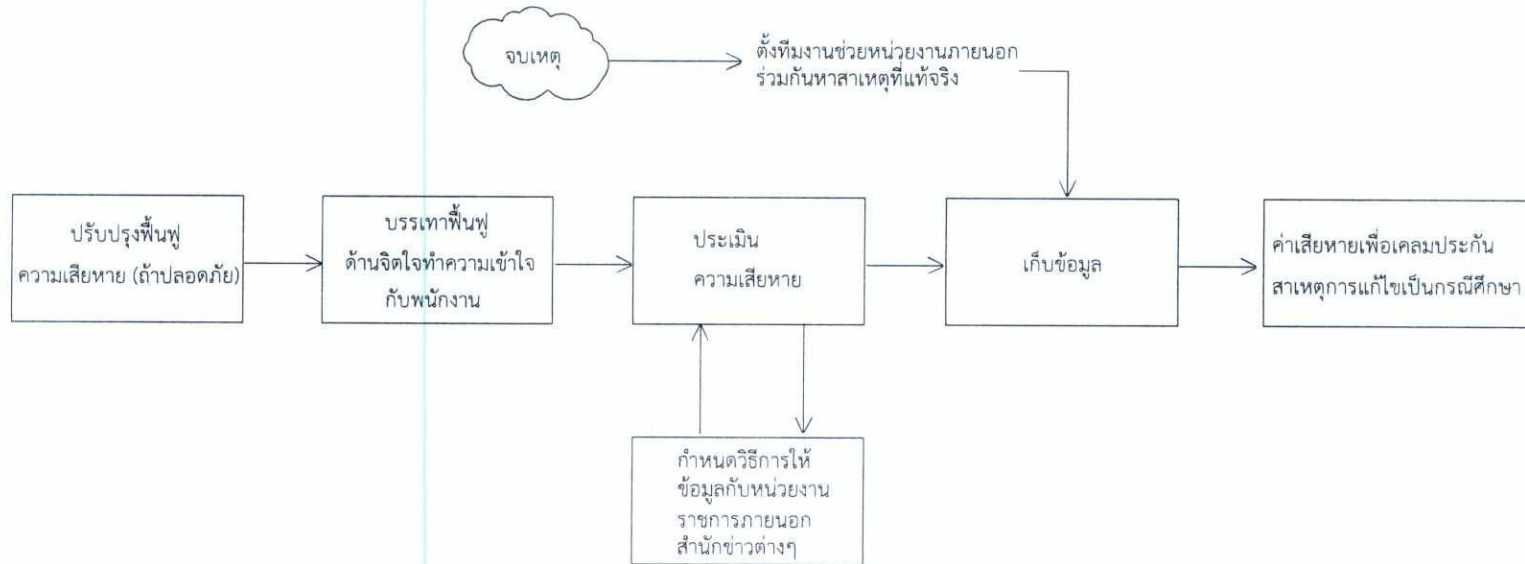 จบเหตุ
ตั้งทีมงานช่วยหน่วยงานภายนอก
ร่วมกันหาสาเหตุที่แท้จริง
ปรับปรุงฟื้นฟู
ความเสียหาย (ถ้าปลอดภัย)
บรรเทาฟื้นฟู
ด้านจิตใจทำความเข้าใจ
กับพนักงาน
ประเมิน
ความเสียหาย
เก็บข้อมูล
ค่าเสียหายเพื่อเคลมประกัน
สาเหตุการแก้ไขเป็นกรณีศึกษา
กำหนดวิธีการให้
ข้อมูลกับหน่วยงาน
ราชการภายนอก
สำนักข่าวต่างๆ